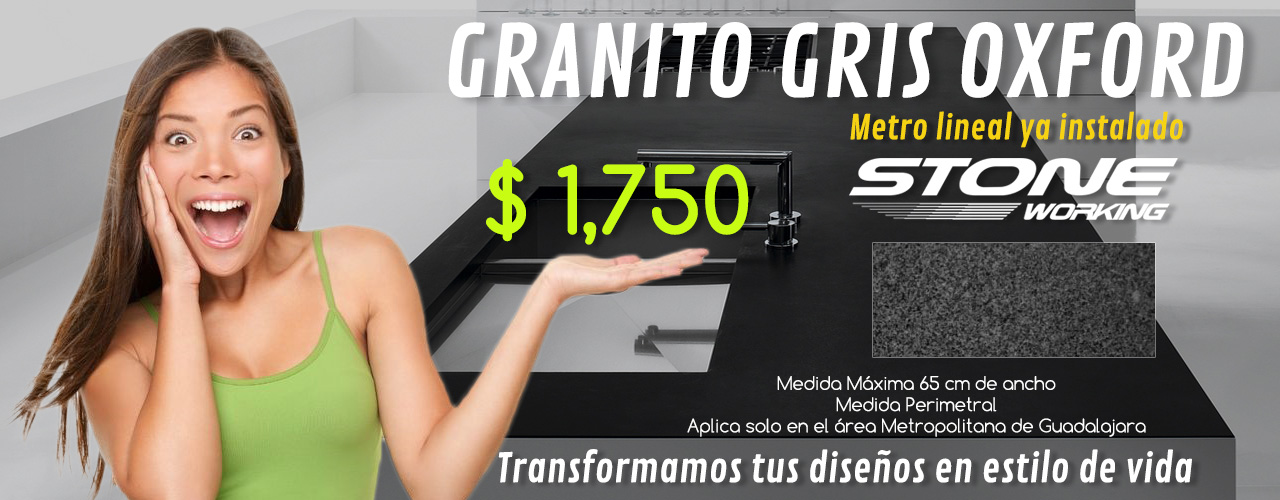 GRANITO GRIS OXFORD
Metro lineal ya instalado
$ 1,750
STONE
WORKING
Medida Máxima 65 cm de ancho
Medida Perimetral
Aplica solo en el área Metropolitana de Guadalajara
Transformamos tus diseños en estilo de vida